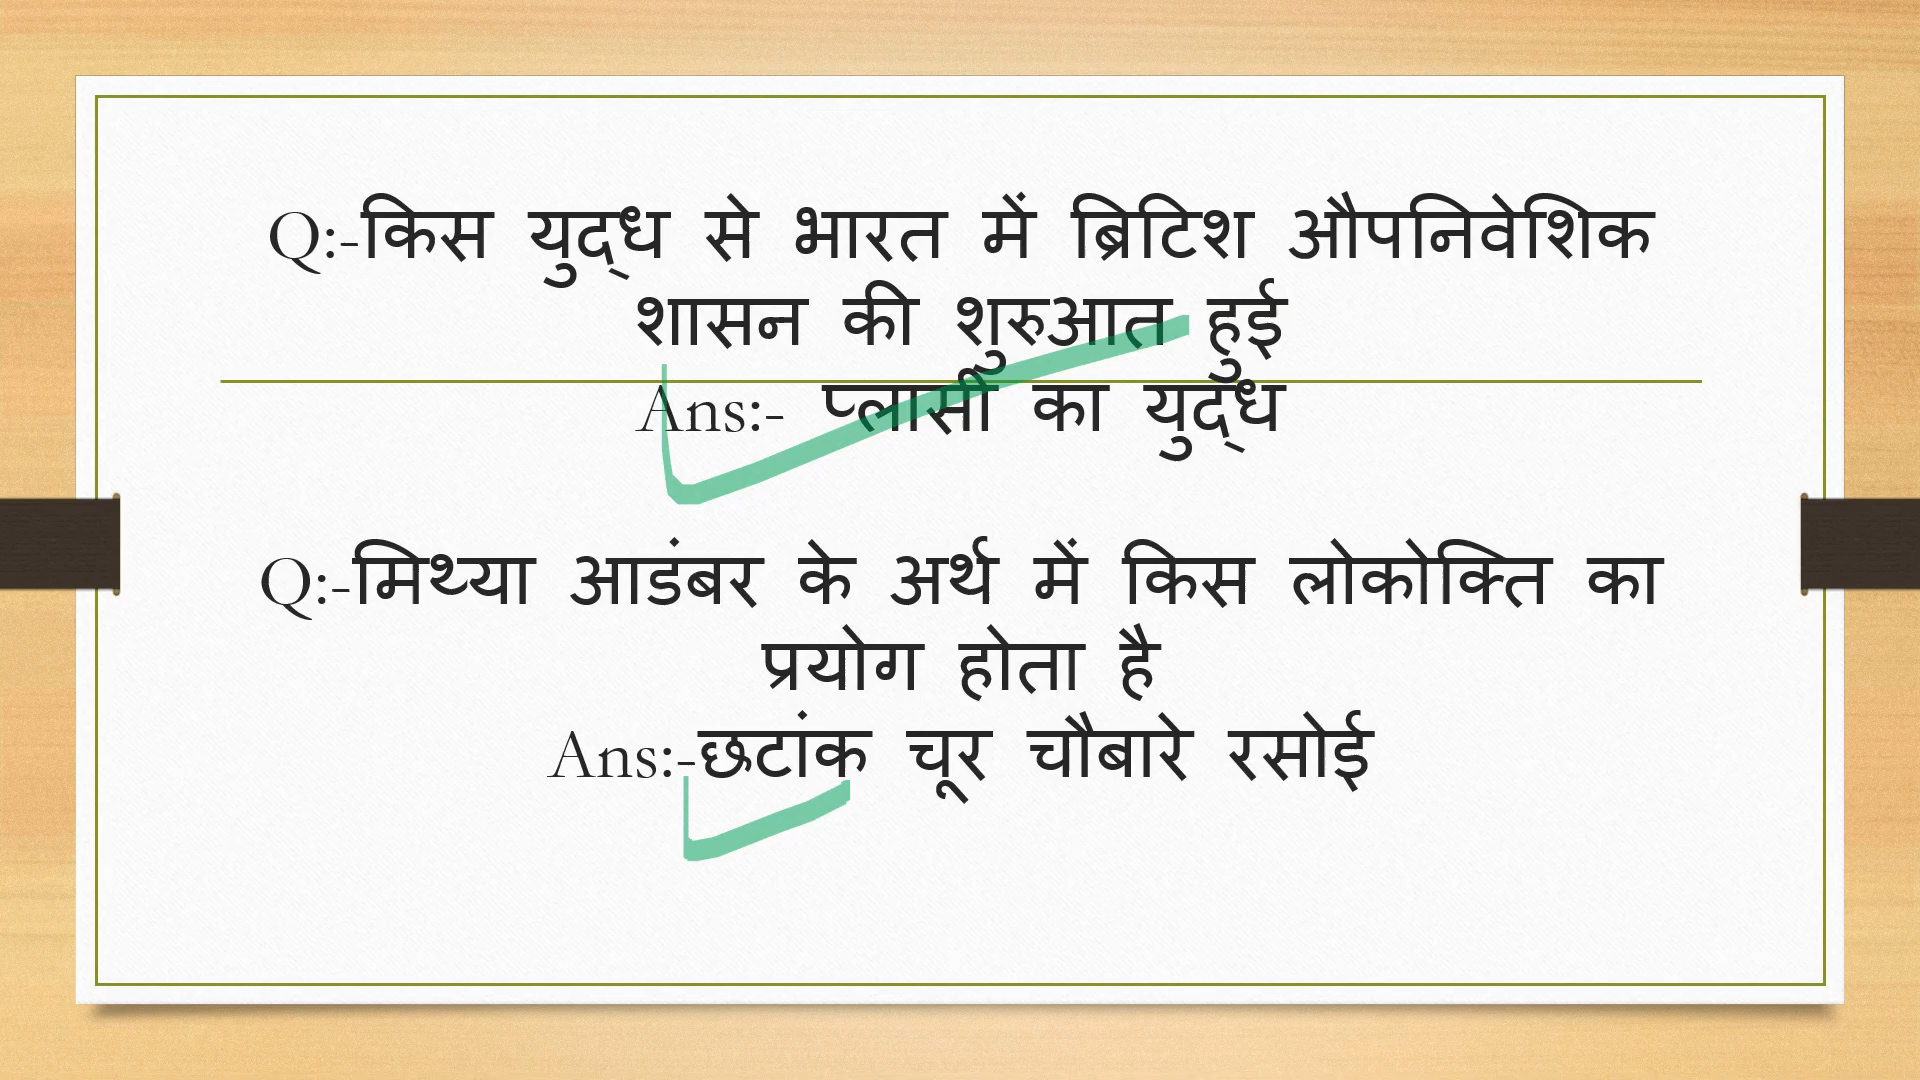 Q:-किस युद्ध से भारत में ब्रिटिश औपनिवेशिक
शासन की शुरुआत हुई
Ans:- प्लासी का युद्ध
Q:-मिथ्या आडंबर के अर्थ में किस लोकोक्ति का
प्रयोग होता है
Ans:-छटांक चूर चौबारे रसोई